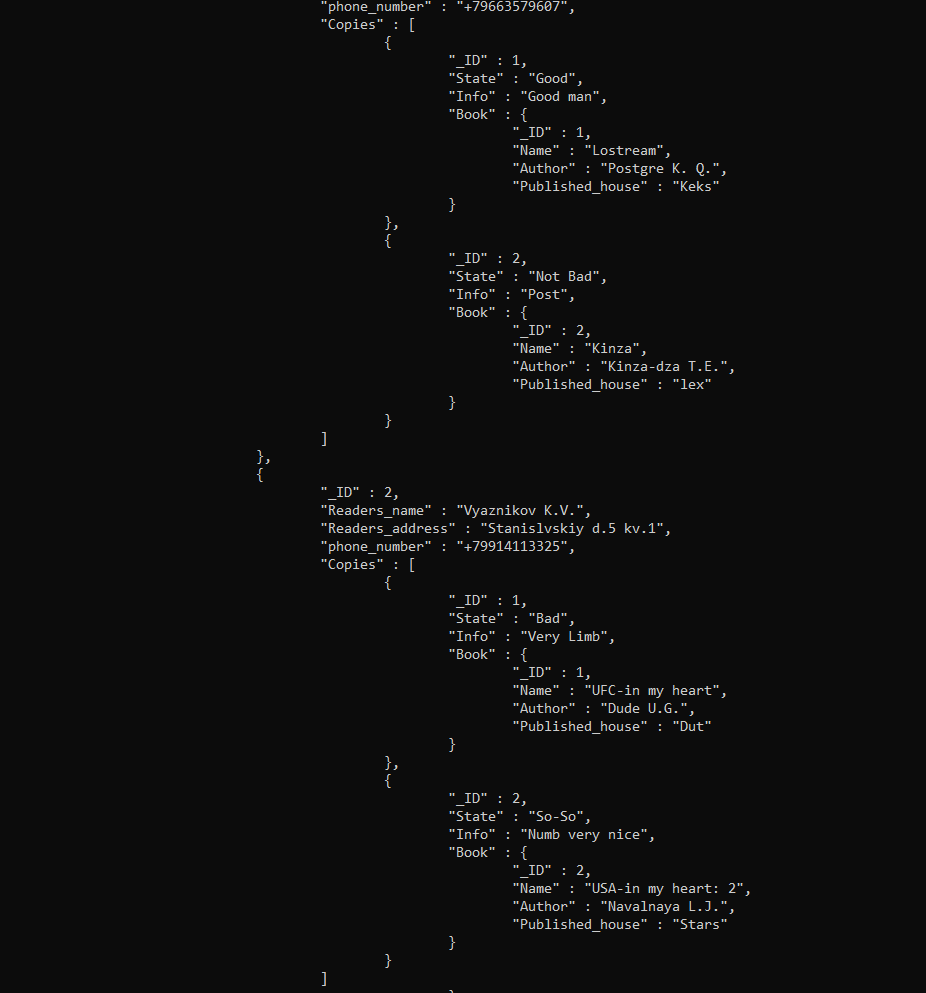 "phone_number" : "+79663579607",
"Copies" : [
{
"_ID" : 1,
"State" : "Good",
"Info" : "Good man",
"Book" : {
"_ID" : 1,
"Name" : "Lostream",
"Author" : "Postgre K. Q.",
"Published_house" : "Keks"
}
},
{
"_ID" : 2,
"State" : "Not Bad",
"Info" : "Post",
"Book" : {
"_ID" : 2,
"Name" : "Kinza",
"Author" : "Kinza-dza T.E.",
"Published_house" : "lex"
}
}
]
},
{
"_ID" : 2,
"Readers_name" : "Vyaznikov K.V.",
"Readers_address" : "Stanislvskiy d.5 kv.1",
"phone_number" : "+79914113325",
"Copies" : [
{
"_ID" : 1,
"State" : "Bad",
"Info" : "Very Limb",
"Book" : {
"_ID" : 1,
"Name" : "UFC-in my heart",
"Author" : "Dude U.G.",
"Published_house" : "Dut"
}
},
{
"_ID" : 2,
"State" : "So-So",
"Info" : "Numb very nice",
"Book" : {
"_ID" : 2,
"Name" : "USA-in my heart: 2",
"Author" : "Navalnaya L.J.",
"Published_house" : "Stars"
}
}
]